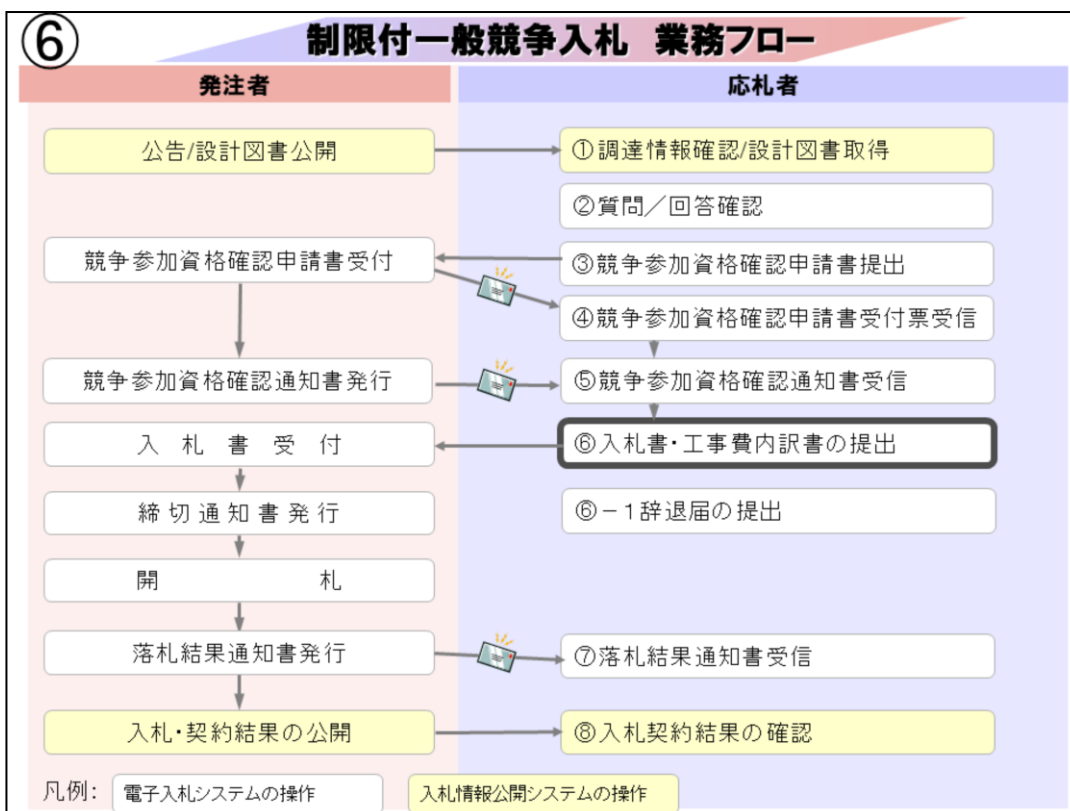 ⑥
制限付一般競争入札 業務フロー
発注者
応札者
公告/設計図書公開
①調達情報確認/設計図書取得
②質問／回答確認
競争参加資格確認申請書受付
③競争参加資格確認申請書提出
④競争参加資格確認申請書受付票受信
競争参加資格確認通知書発行
⑤競争参加資格確認通知書受信
入札書受付
⑥入札書・工事費内訳書の提出
締切通知書発行
⑥－1辞退届の提出
開札
落札結果通知書発行
⑦落札結果通知書受信
入札・契約結果の公開
⑧入札契約結果の確認
凡例： 電子入札システムの操作 入札情報公開システムの操作